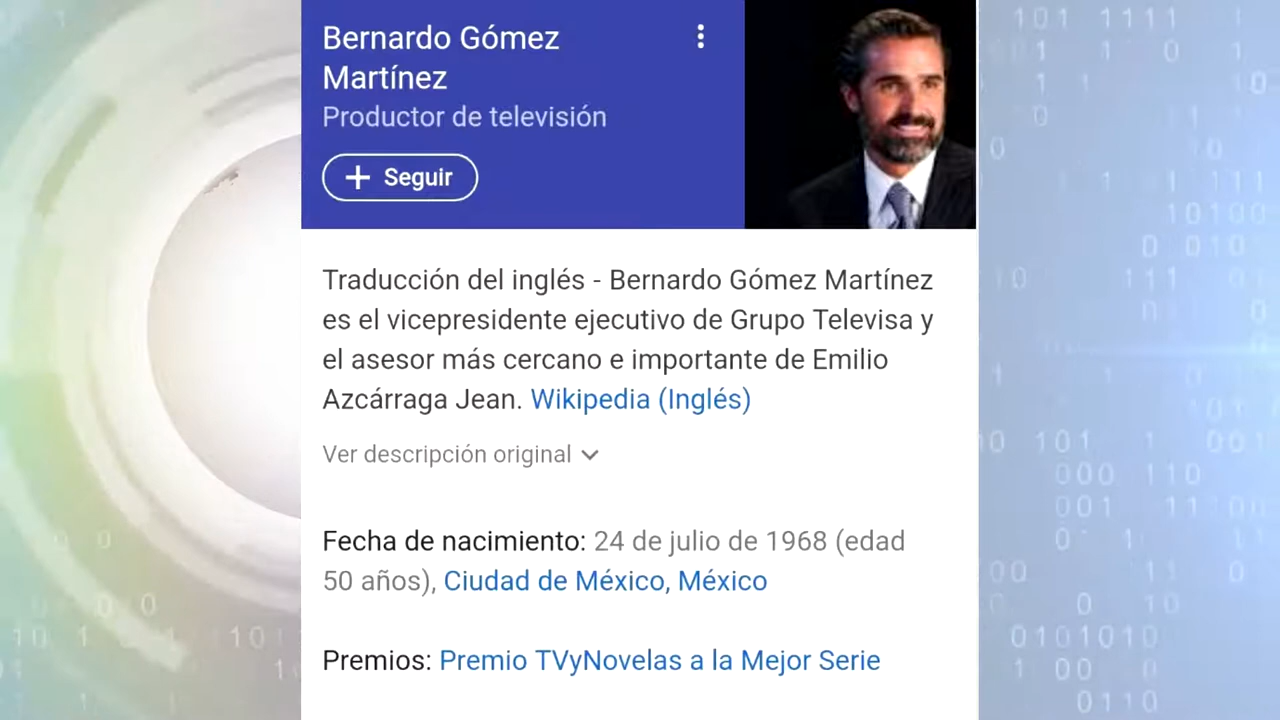 Bernardo Gómez
Martínez
Productor de televisión
+ Seguir
Traducción del inglés - Bernardo Gómez Martínez
es el vicepresidente ejecutivo de Grupo Televisa y
el asesor más cercano e importante de Emilio
Azcárraga Jean. Wikipedia (Inglés)
Ver descripción original
Fecha de nacimiento: 24 de julio de 1968 (edad
50 años), Ciudad de México, México
Premios: Premio TVyNovelas a la Mejor Serie